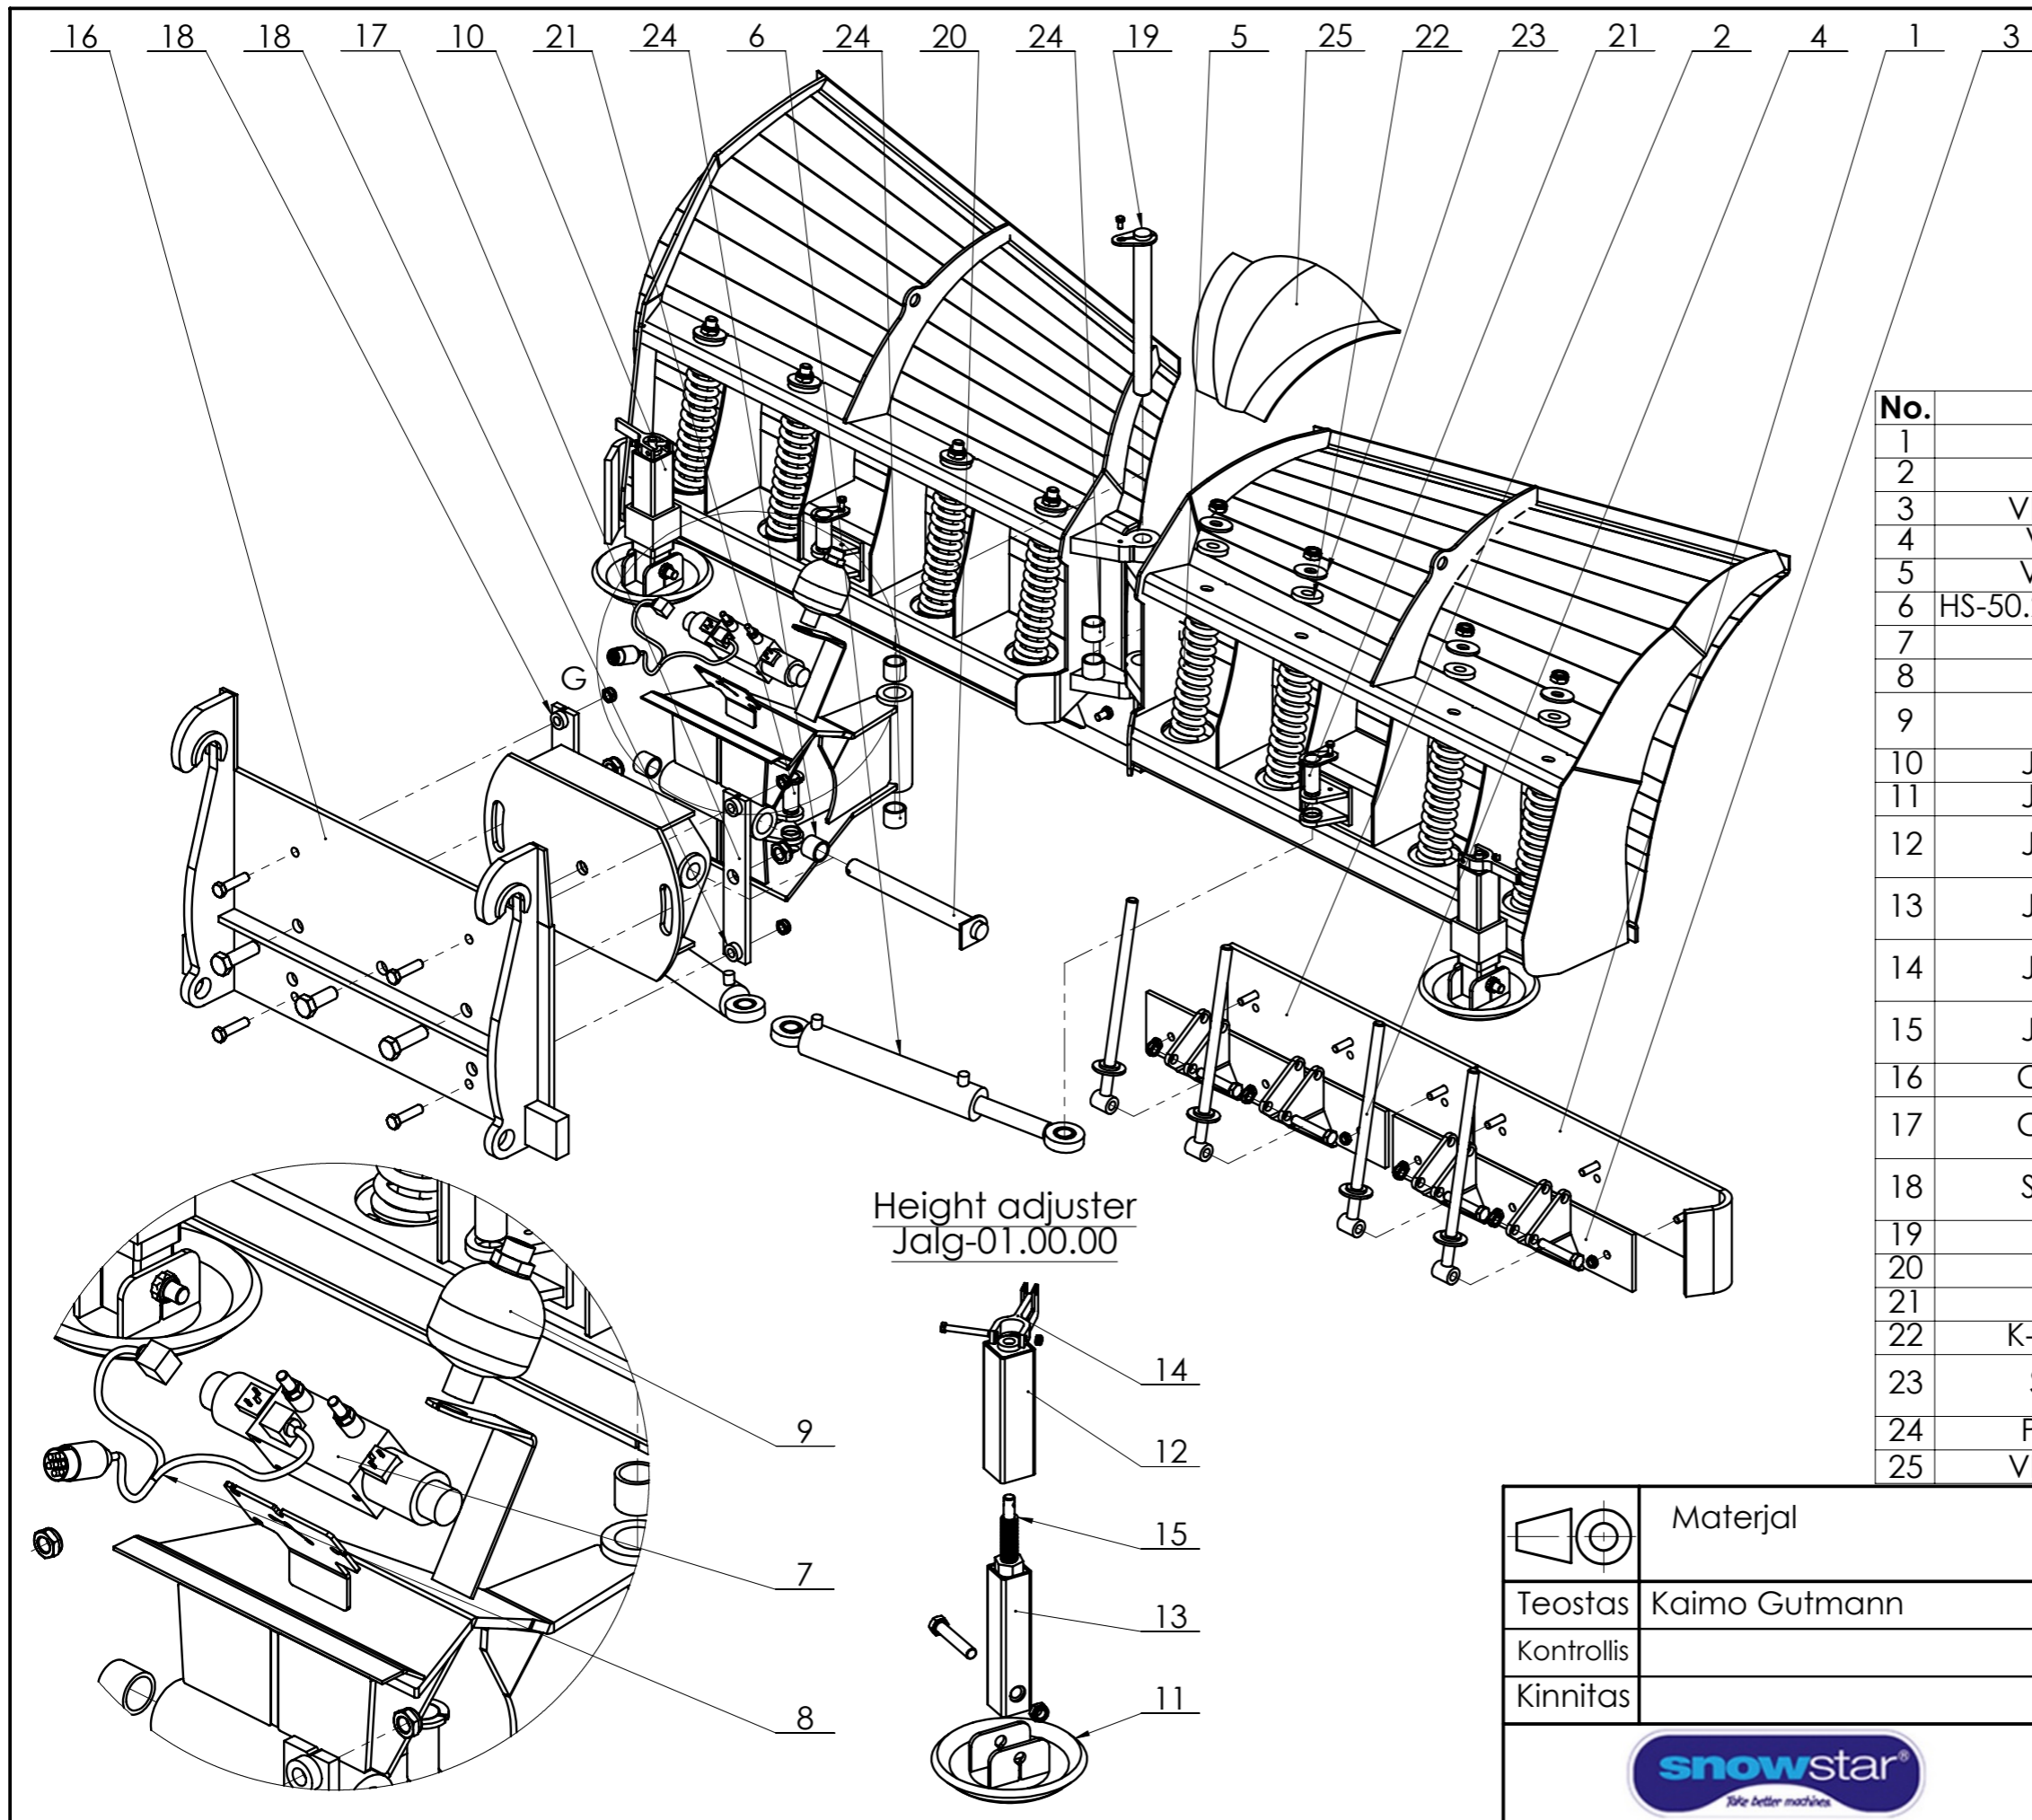 16 18 18 17 10 21 24 6 24 20 24 19 5 25 22 23 21 2 4 1 3
G
No.
1
2
3 V
4 V
5 V
6 HS-50.
7
8
9
10 J
11 J
12 J
13 J
14 J
15 J
16
17
18 S
19
20
21
22 K-
23 S
24
25 V
Height adjuster
Jalg-01.00.00
14
12
15
13
11
9
7
8
Materjal
Teostas Kaimo Gutmann
Kontrollis
Kinnitas
snowstar®
Take better machines